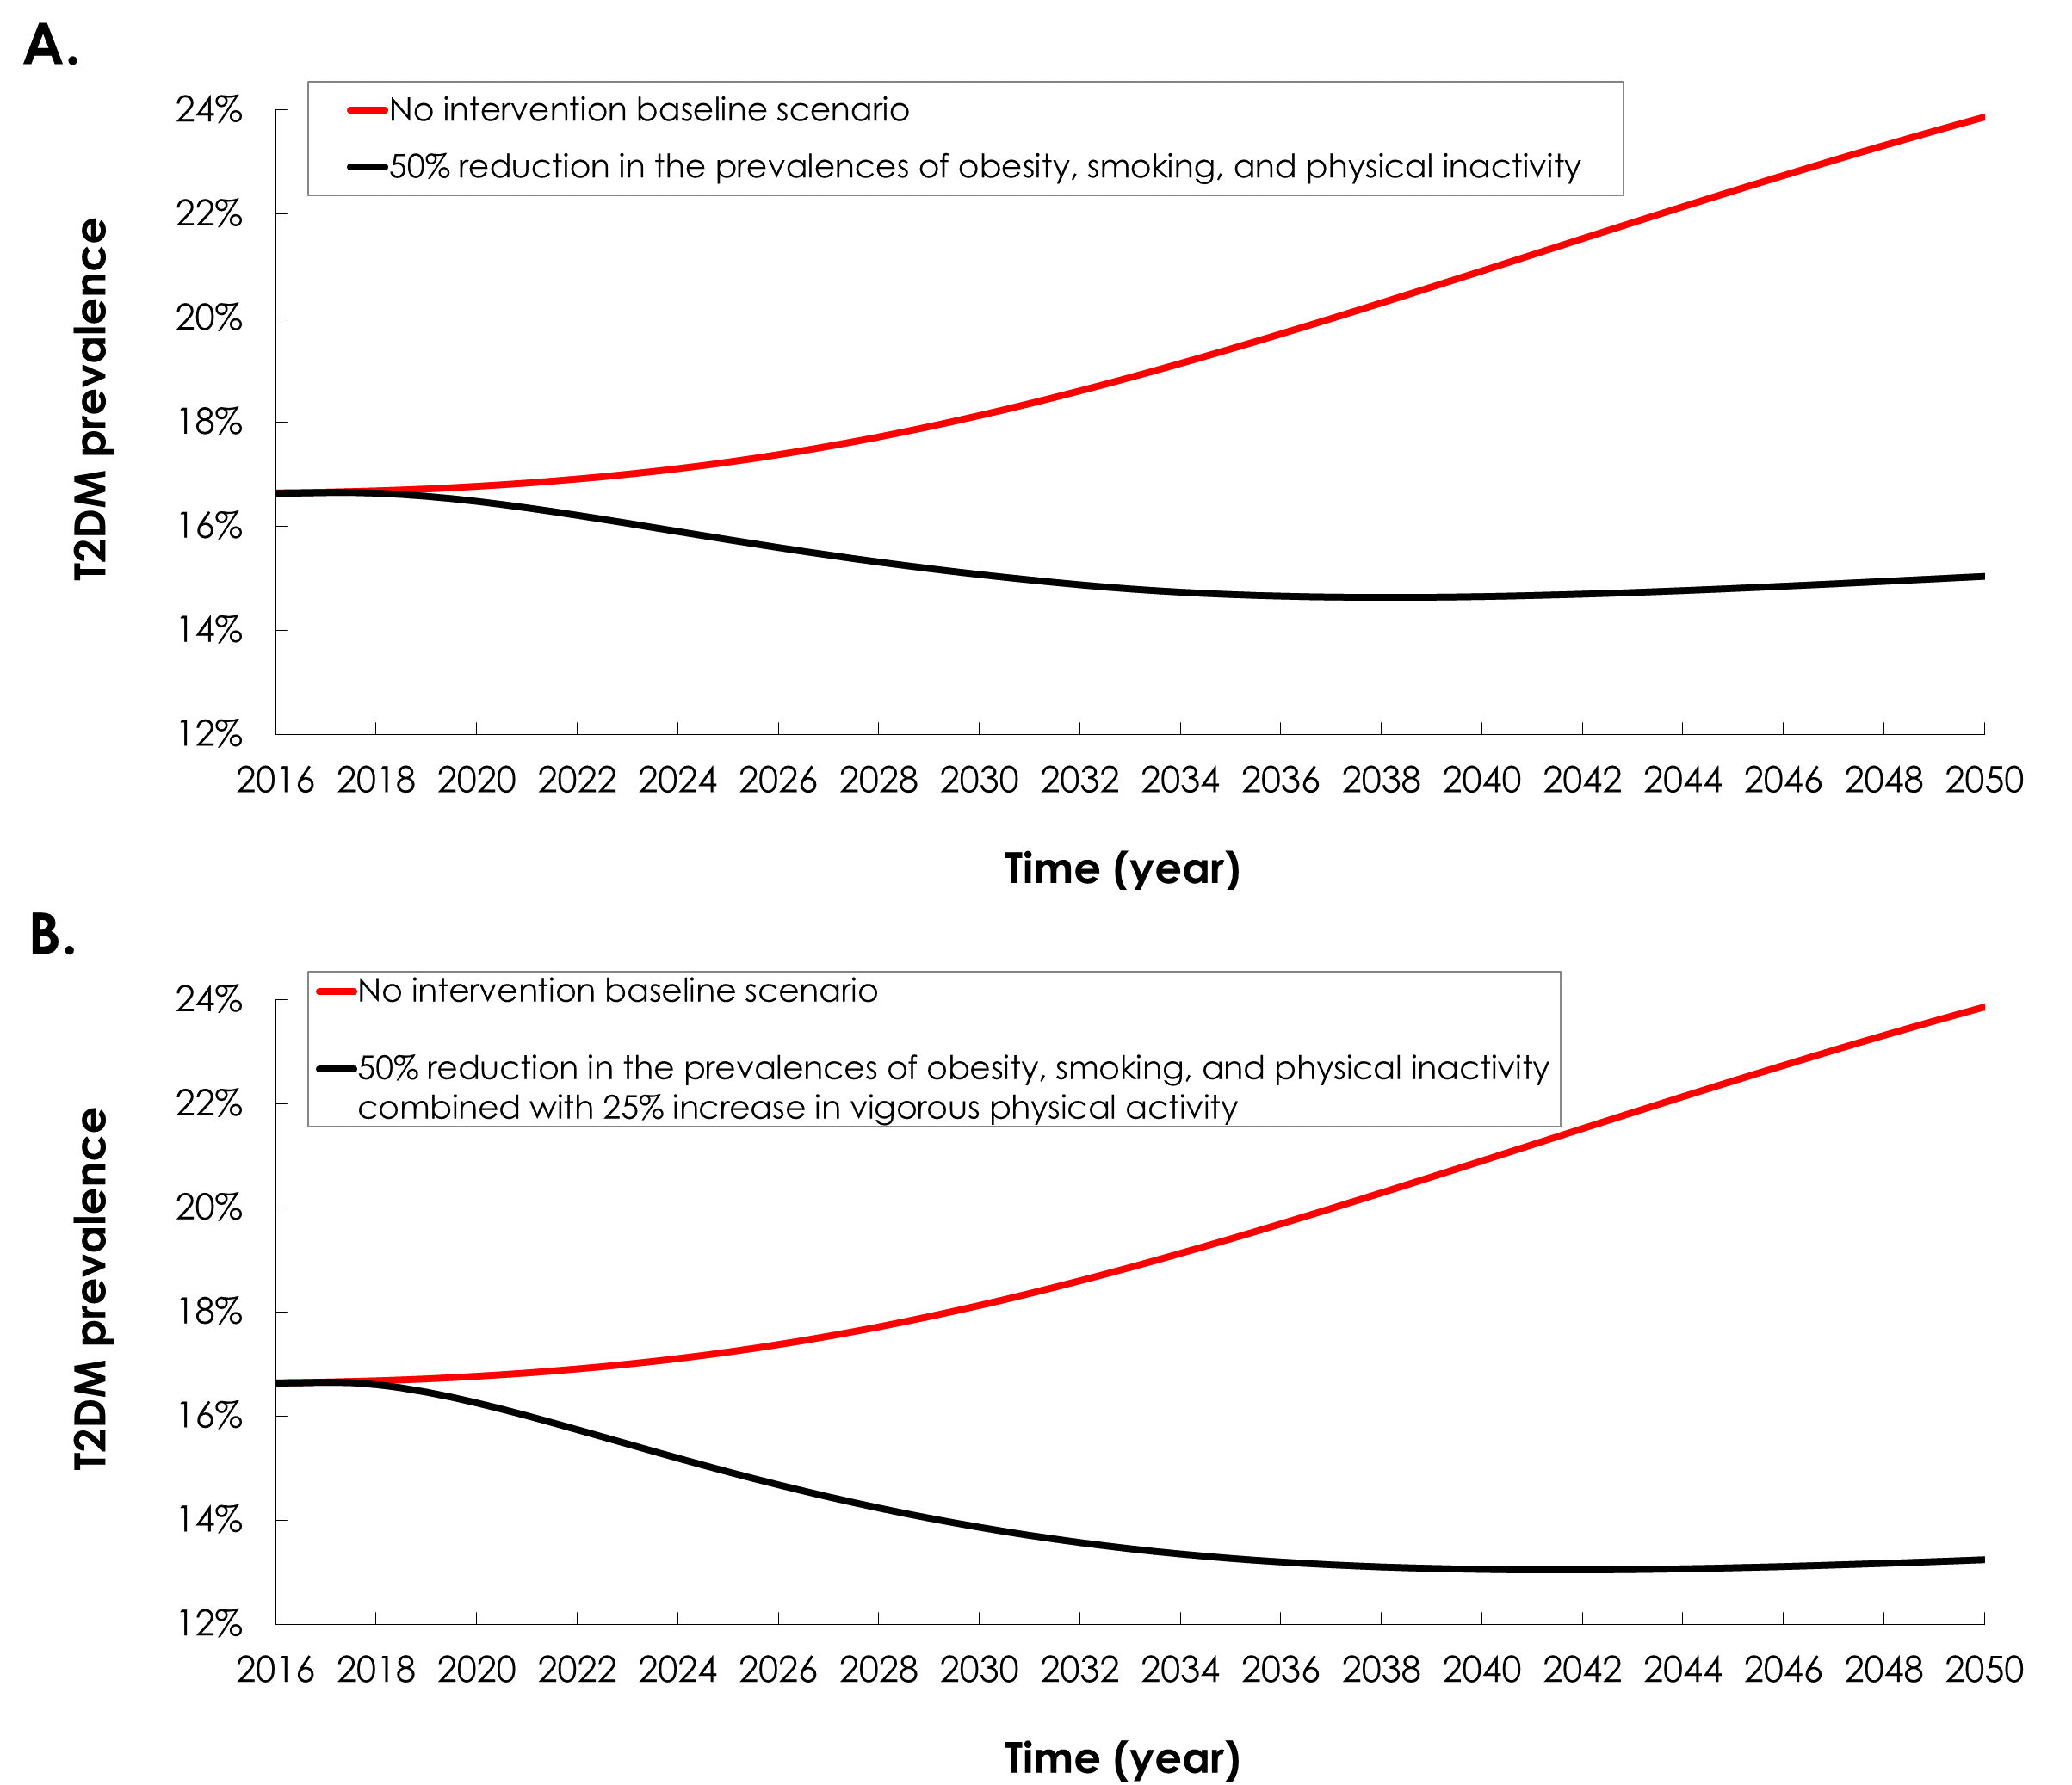 A.
No intervention baseline scenario
50% reduction in the prevalences of obesity, smoking, and physical inactivity
24%
22%
20%
18%
16%
14%
12%
T2DM prevalence
2016 2018 2020 2022 2024 2026 2028 2030 2032 2034 2036 2038 2040 2042 2044 2046 2048 2050
Time (year)
B.
No intervention baseline scenario
50% reduction in the prevalences of obesity, smoking, and physical inactivity
combined with 25% increase in vigorous physical activity
24%
22%
20%
18%
16%
14%
12%
T2DM prevalence
2016 2018 2020 2022 2024 2026 2028 2030 2032 2034 2036 2038 2040 2042 2044 2046 2048 2050
Time (year)